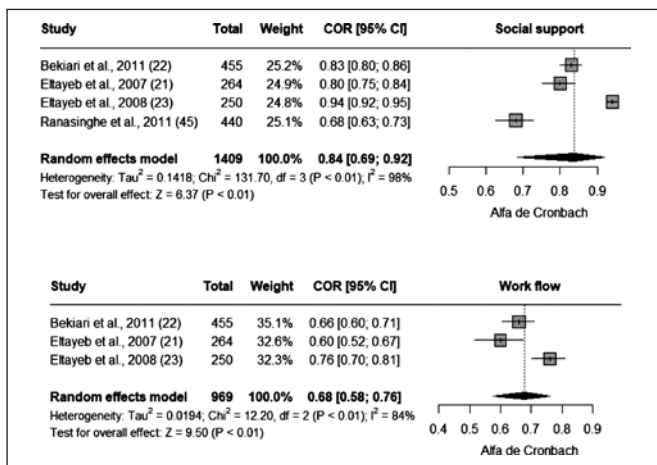 Study Total Weight COR [95% CI] Social support
Bekiari et al., 2011 (22) 455 25.2% 0.83 [0.80; 0.86]
Eltayeb et al., 2007 (21) 264 24.9% 0.80 [0.75; 0.84]
Eltayeb et al., 2008 (23) 250 24.8% 0.94 [0.92; 0.95]
Ranasinghe et al., 2011 (45) 440 25.1% 0.68 [0.63; 0.73]
Random effects model 1409 100.0% 0.84 [0.69; 0.92]
Heterogeneity: Tau² = 0.1418; Chi² = 131.70, df = 3 (P < 0.01); I² = 98%
Test for overall effect: Z = 6.37 (P < 0.01)
0.5 0.6 0.7 0.8 0.9
Alfa de Cronbach
Study Total Weight COR [95% CI] Work flow
Bekiari et al., 2011 (22) 455 35.1% 0.66 [0.60; 0.71]
Eltayeb et al., 2007 (21) 264 32.6% 0.60 [0.52; 0.67]
Eltayeb et al., 2008 (23) 250 32.3% 0.76 [0.70; 0.81]
Random effects model 969 100.0% 0.68 [0.58; 0.76]
Heterogeneity: Tau² = 0.0194; Chi² = 12.20, df = 2 (P < 0.01); I² = 84%
Test for overall effect: Z = 9.50 (P < 0.01)
0.4 0.5 0.6 0.7 0.8 0.9
Alfa de Cronbach